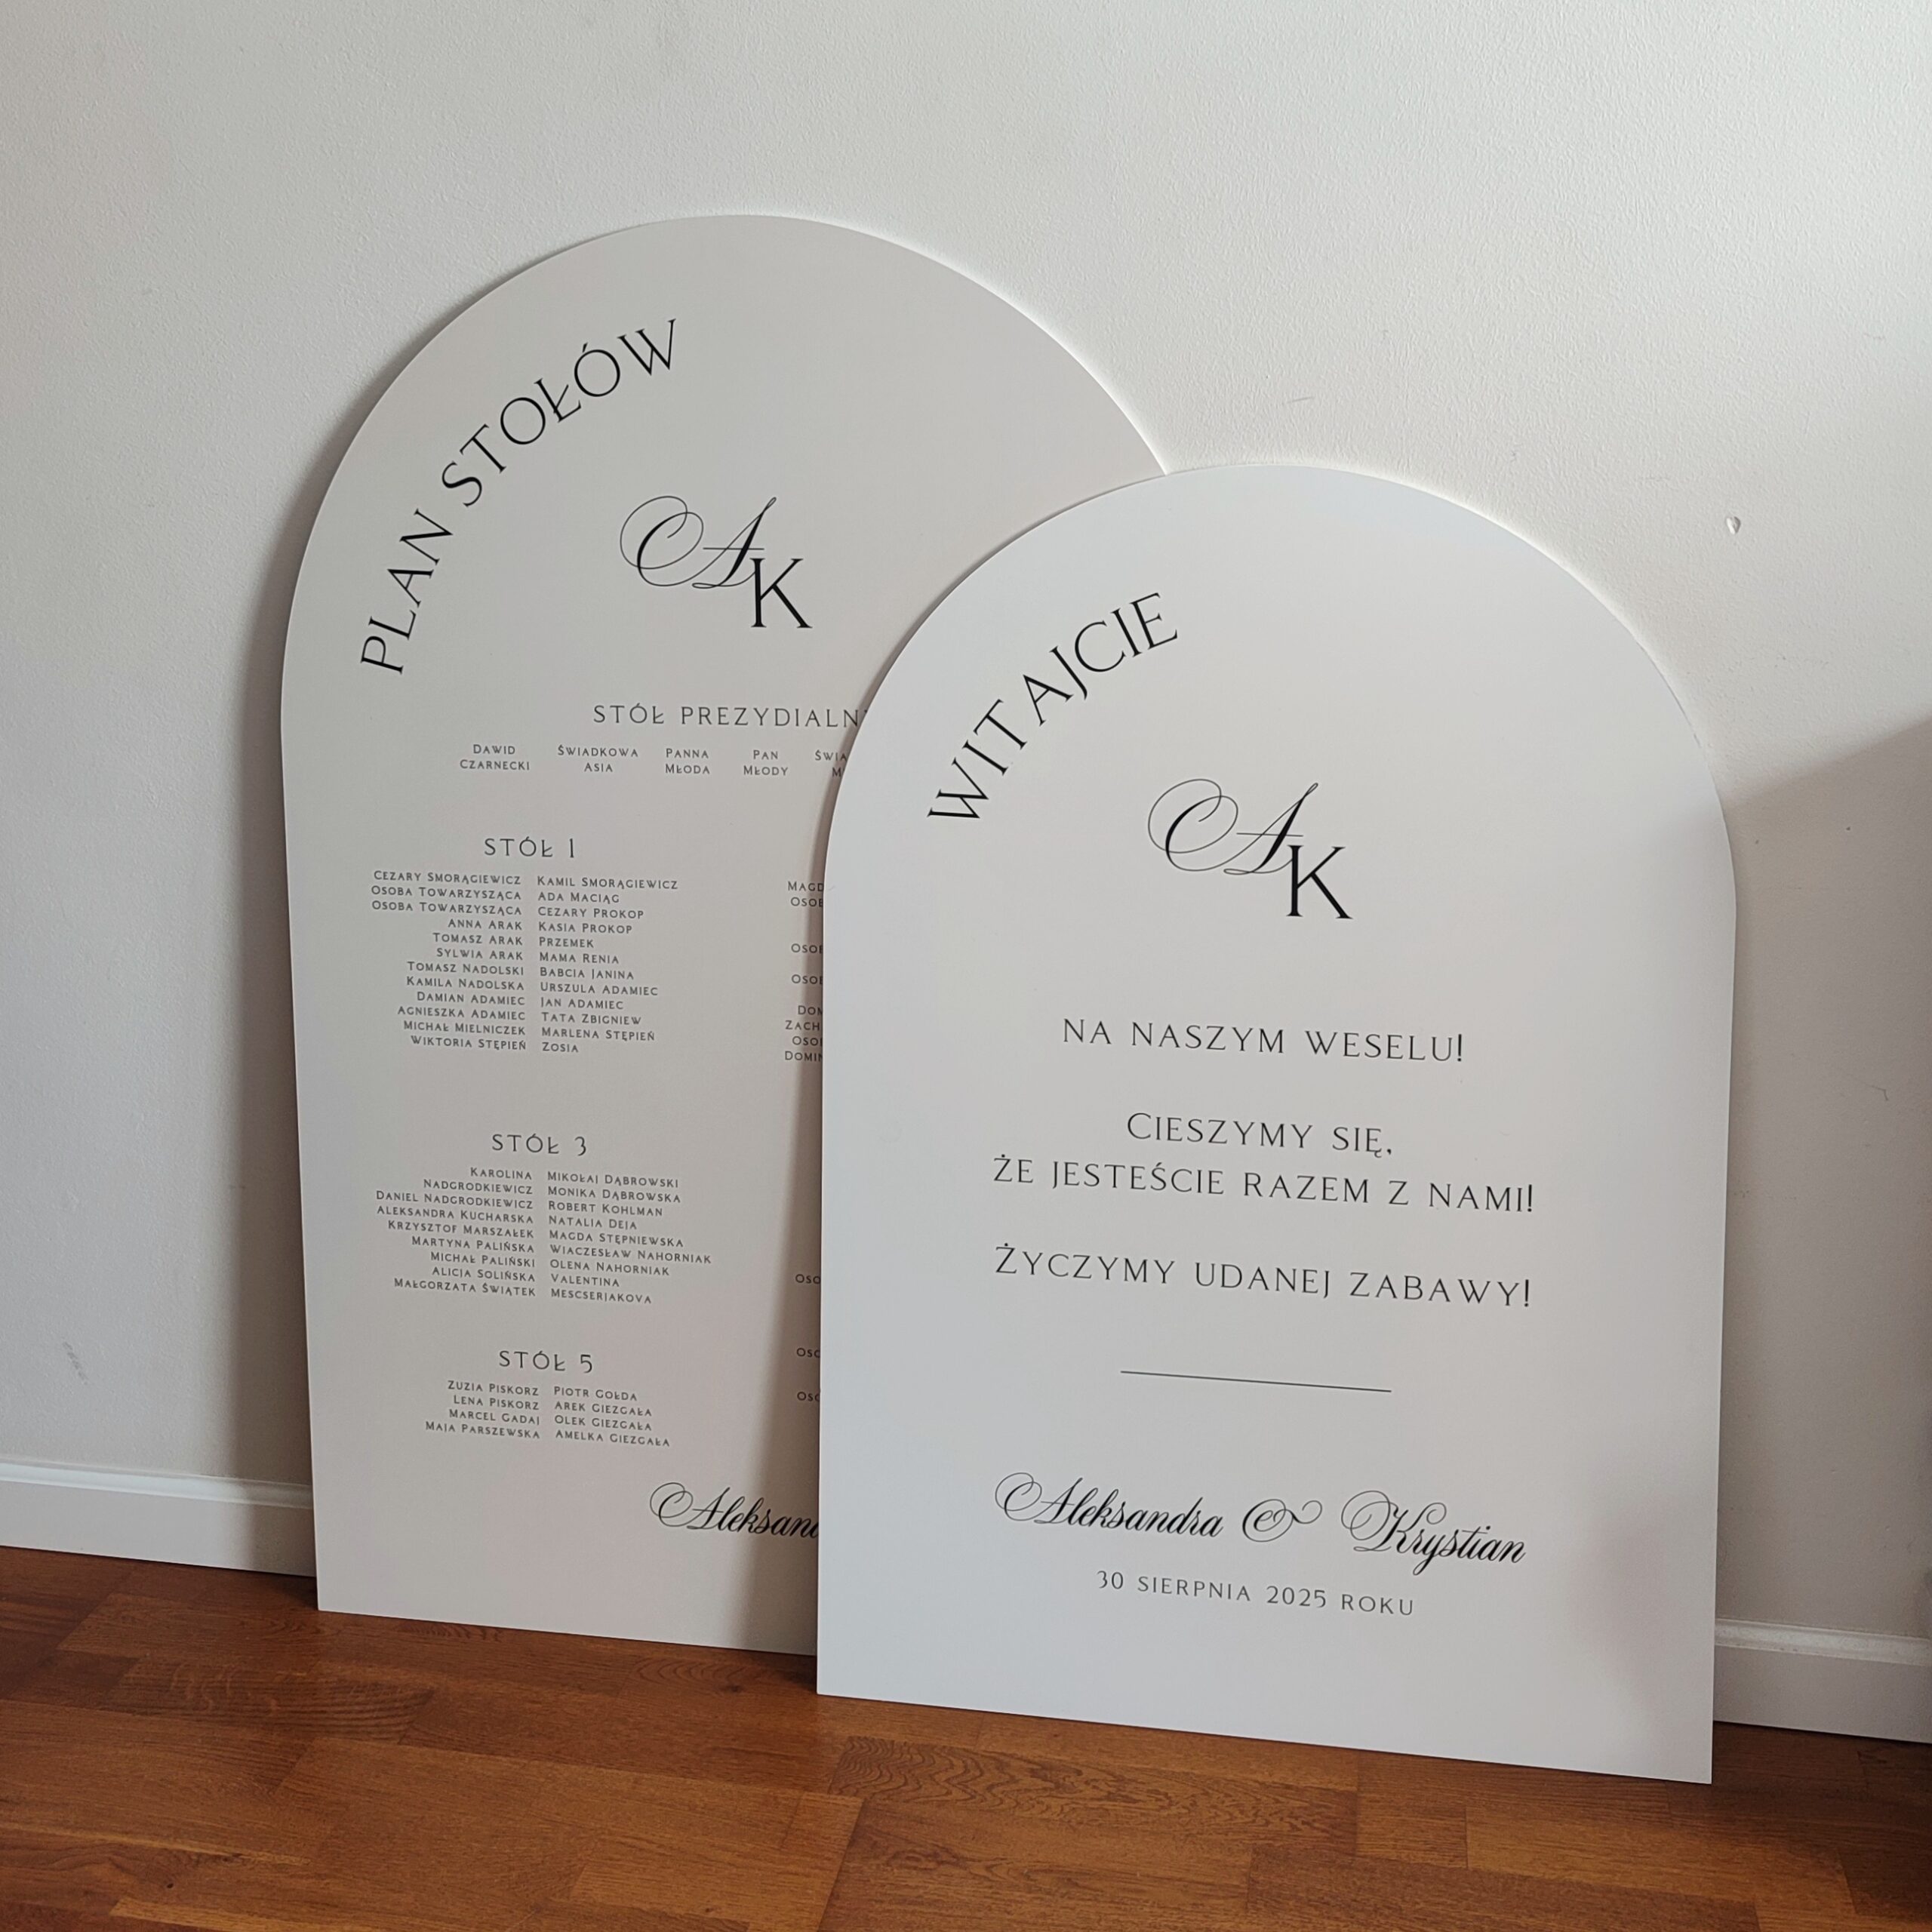 PLAN STOŁÓW
AK
STÓŁ PREZYDIALN
DAWID CZARNECKI
ŚWIADKOWA ASIA
PANNA MŁODA
PAN MŁODY
STÓŁ 1
CEZARY SMORĄGIEWICZ KAMIL SMORĄGIEWICZ
OSOBA TOWARZYSZĄCA ADA MACIĄG
OSOBA TOWARZYSZĄCA CEZARY PROKOP
ANNA ARAK KASIA PROKOP
TOMASZ ARAK PRZEMEK
SYLWIA ARAK MAMA RENIA
TOMASZ NADOLSKI BABCIA JANINA
KAMILA NADOLSKA URSZULA ADAMIEC
DAMIAN ADAMIEC JAN ADAMIEC
AGNIESZKA ADAMIEC TATA ZBIGNIEW
MICHAŁ MIELNICZEK MARLENA STĘPIEŃ
WIKTORIA STĘPIEŃ ZOSIA
STÓŁ 3
KAROLINA MIKOŁAJ DĄBROWSKI
NADGRODKIEWICZ MONIKA DĄBROWSKA
DANIEL NADGRODKIEWICZ ROBERT KOHLMAN
ALEKSANDRA KUCHARSKA NATALIA DEJA
KRZYSZTOF MARSZAŁEK MAGDA STĘPNIEWSKA
MARTYNA PALIŃSKA WIACZESŁAW NAHORNIAK
MICHAŁ PALIŃSKI OLENA NAHORNIAK
ALICJA SOLIŃSKA VALENTINA
MAŁGORZATA ŚWIĄTEK MESCSERJAKOVA
STÓŁ 5
ZUZIA PISKORZ PIOTR GOŁDA
LENA PISKORZ AREK GIEZGAŁA
MARCEL GADAJ OLEK GIEZGAŁA
MAJA PARSZEWSKA AMELKA GIEZGAŁA
Aleksand
WITAJCIE
AK
NA NASZYM WESELU!
CIESZYMY SIĘ,
ŻE JESTEŚCIE RAZEM Z NAMI!
ŻYCZYMY UDANEJ ZABAWY!
Aleksandra & Krystian
30 SIERPNIA 2025 ROKU